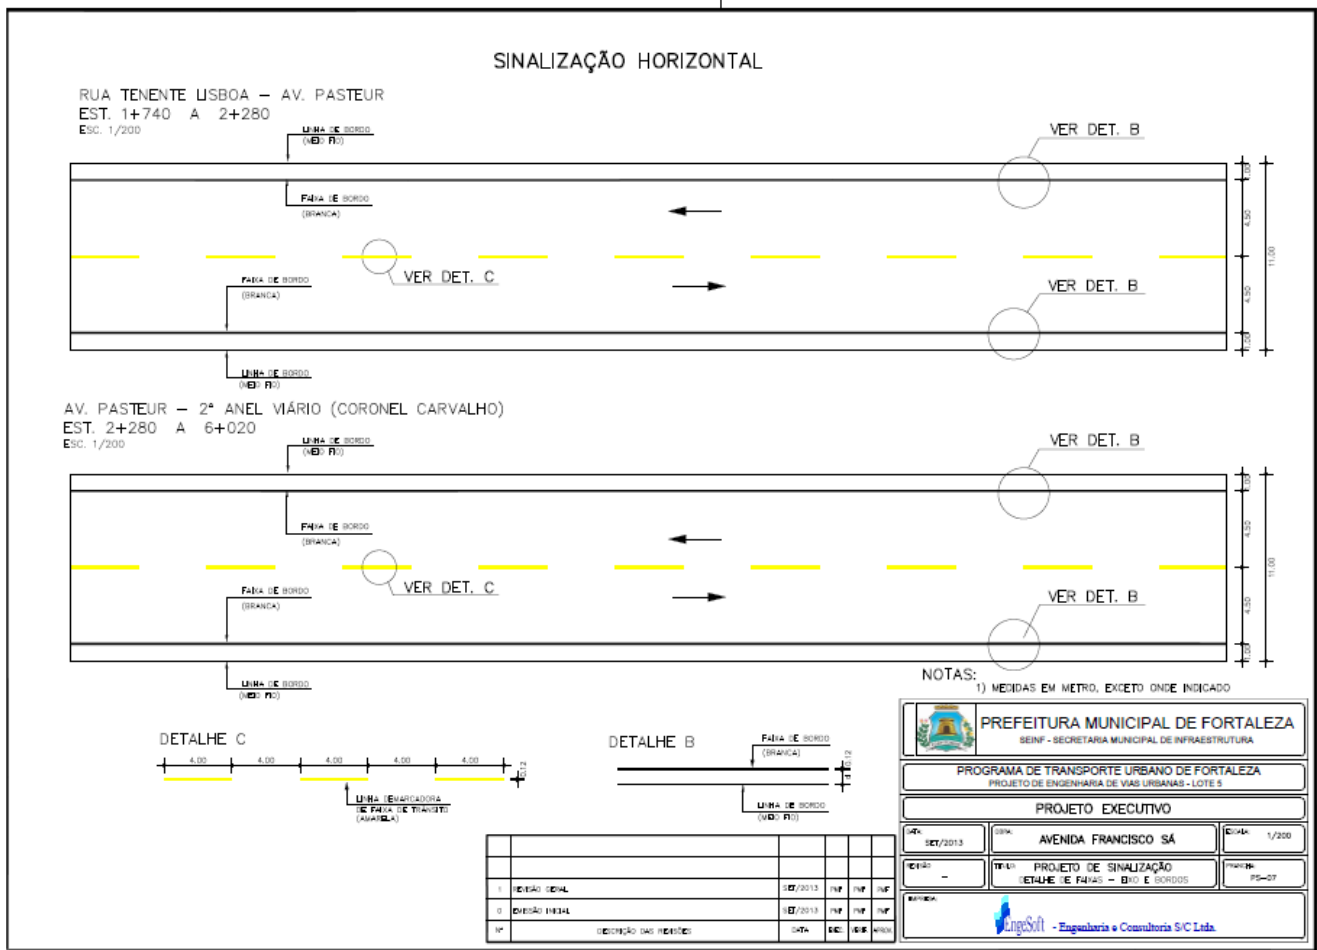 SINALIZAÇÃO HORIZONTAL
RUA TENENTE LISBOA – AV. PASTEUR
EST. 1+740 A 2+280
ESC. 1/200
LINHA DE BORDO
(MEIO FIO)
VER DET. B
FAIXA DE BORDO
(BRANCA)
VER DET. C
FAIXA DE BORDO
(BRANCA)
VER DET. B
LINHA DE BORDO
(MEIO FIO)
1.00
4.50
4.50
1.00
11.00
AV. PASTEUR – 2ª ANEL VIÁRIO (CORONEL CARVALHO)
EST. 2+280 A 6+020
ESC. 1/200
LINHA DE BORDO
(MEIO FIO)
VER DET. B
FAIXA DE BORDO
(BRANCA)
VER DET. C
FAIXA DE BORDO
(BRANCA)
VER DET. B
LINHA DE BORDO
(MEIO FIO)
1.00
4.50
4.50
1.00
11.00
NOTAS:
1) MEDIDAS EM METRO, EXCETO ONDE INDICADO
DETALHE C
4.00 4.00 4.00 4.00 4.00
0.12
LINHA DEMARCADORA
DE FAIXA DE TRÂNSITO
(AMARELA)
DETALHE B
FAIXA DE BORDO
(BRANCA)
0.12
LINHA DE BORDO
(MEIO FIO)
1 REVISÃO GERAL SET/2013 PMF PMF PMF
0 EMISSÃO INICIAL SET/2013 PMF PMF PMF
Nº DESCRIÇÃO DAS REVISÕES DATA EXEC. VERIF. APROV.
PREFEITURA MUNICIPAL DE FORTALEZA
SEINF - SECRETARIA MUNICIPAL DE INFRAESTRUTURA
PROGRAMA DE TRANSPORTE URBANO DE FORTALEZA
PROJETO DE ENGENHARIA DE VIAS URBANAS - LOTE 5
PROJETO EXECUTIVO
DATA: SET/2013
OBRA: AVENIDA FRANCISCO SÁ
ESCALA: 1/200
REVISÃO –
TÍTULO: PROJETO DE SINALIZAÇÃO
DETALHE DE FAIXAS – EIXO E BORDOS
PRANCHA: PS-07
EMPRESA:
EngeSoft - Engenharia e Consultoria S/C Ltda.